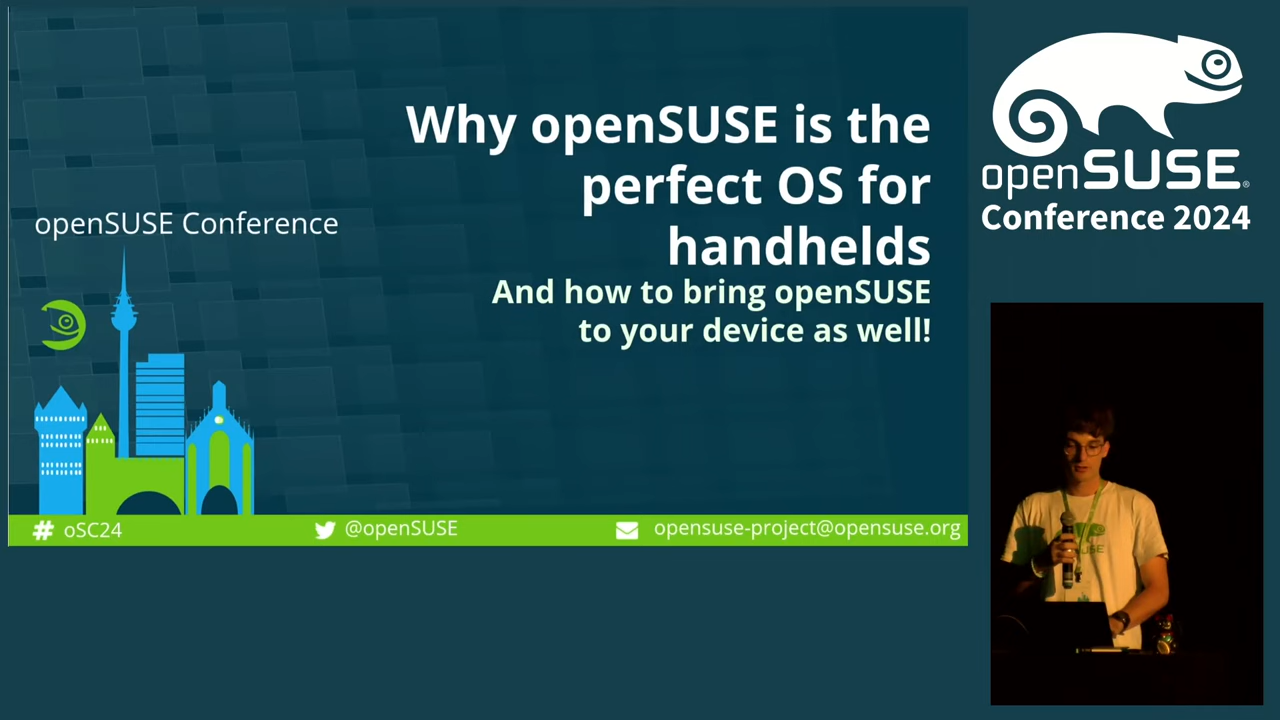 Why openSUSE is the
perfect OS for
handhelds
And how to bring openSUSE
to your device as well!
openSUSE Conference
# oSC24
@openSUSE
opensuse-project@opensuse.org
openSUSE®
Conference 2024